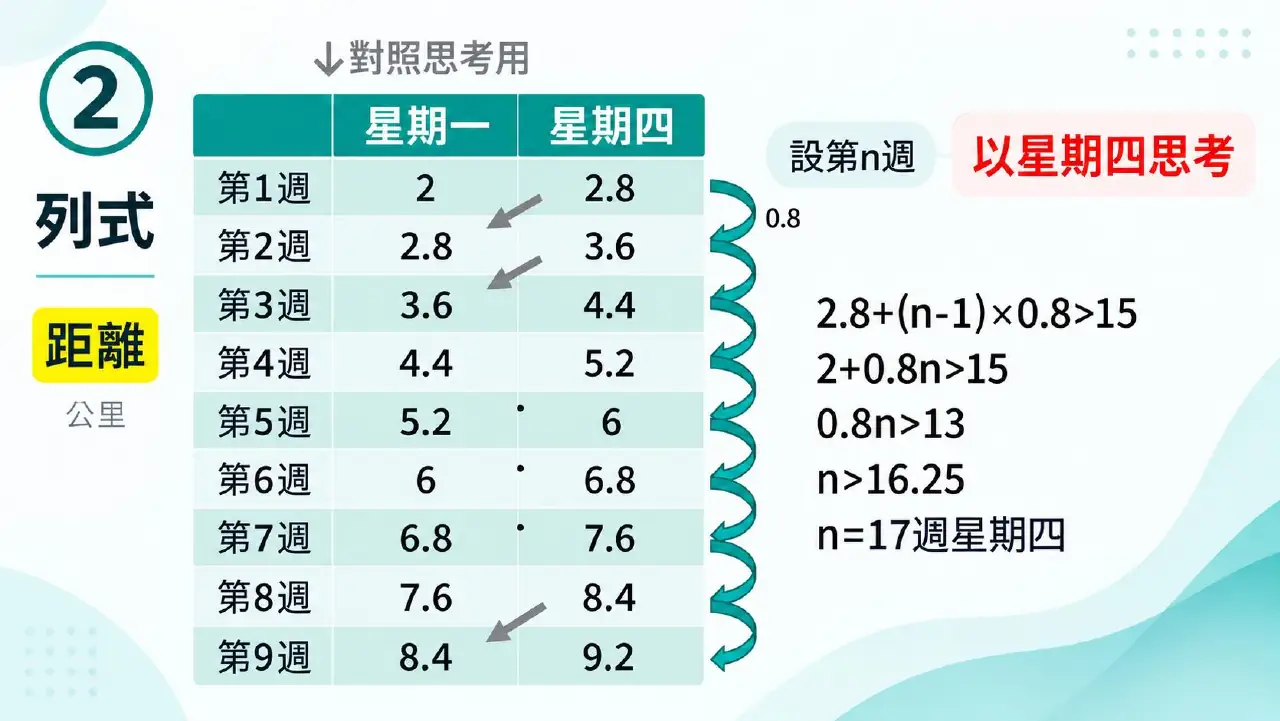 2
列式
距離
公里
↓對照思考用
星期一 星期四
第1週 2 2.8
第2週 2.8 3.6
第3週 3.6 4.4
第4週 4.4 5.2
第5週 5.2 6
第6週 6 6.8
第7週 6.8 7.6
第8週 7.6 8.4
第9週 8.4 9.2
0.8
設第n週
以星期四思考
2.8+(n-1)×0.8>15
2+0.8n>15
0.8n>13
n>16.25
n=17週星期四